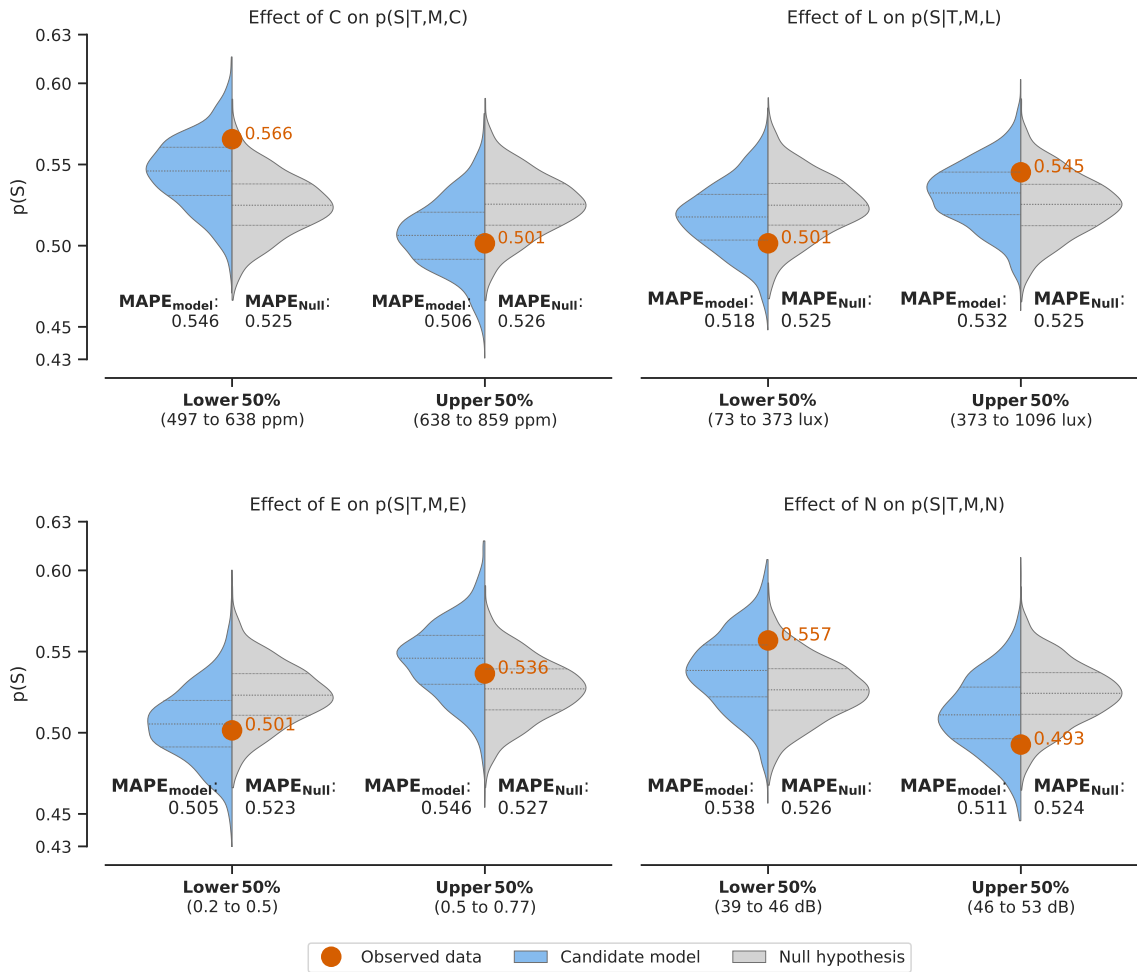 Effect of C on p(S|T,M,C)
Effect of L on p(S|T,M,L)
0.63
0.60
0.55
0.50
0.45
0.43
p(S)
0.566
0.501
0.501
0.545
MAPEmodel:
0.546
MAPENull:
0.525
MAPEmodel:
0.506
MAPENull:
0.526
MAPEmodel:
0.518
MAPENull:
0.525
MAPEmodel:
0.532
MAPENull:
0.525
Lower 50%
(497 to 638 ppm)
Upper 50%
(638 to 859 ppm)
Lower 50%
(73 to 373 lux)
Upper 50%
(373 to 1096 lux)
Effect of E on p(S|T,M,E)
Effect of N on p(S|T,M,N)
0.63
0.60
0.55
0.50
0.45
0.43
p(S)
0.501
0.536
0.557
0.493
MAPEmodel:
0.505
MAPENull:
0.523
MAPEmodel:
0.546
MAPENull:
0.527
MAPEmodel:
0.538
MAPENull:
0.526
MAPEmodel:
0.511
MAPENull:
0.524
Lower 50%
(0.2 to 0.5)
Upper 50%
(0.5 to 0.77)
Lower 50%
(39 to 46 dB)
Upper 50%
(46 to 53 dB)
Observed data
Candidate model
Null hypothesis